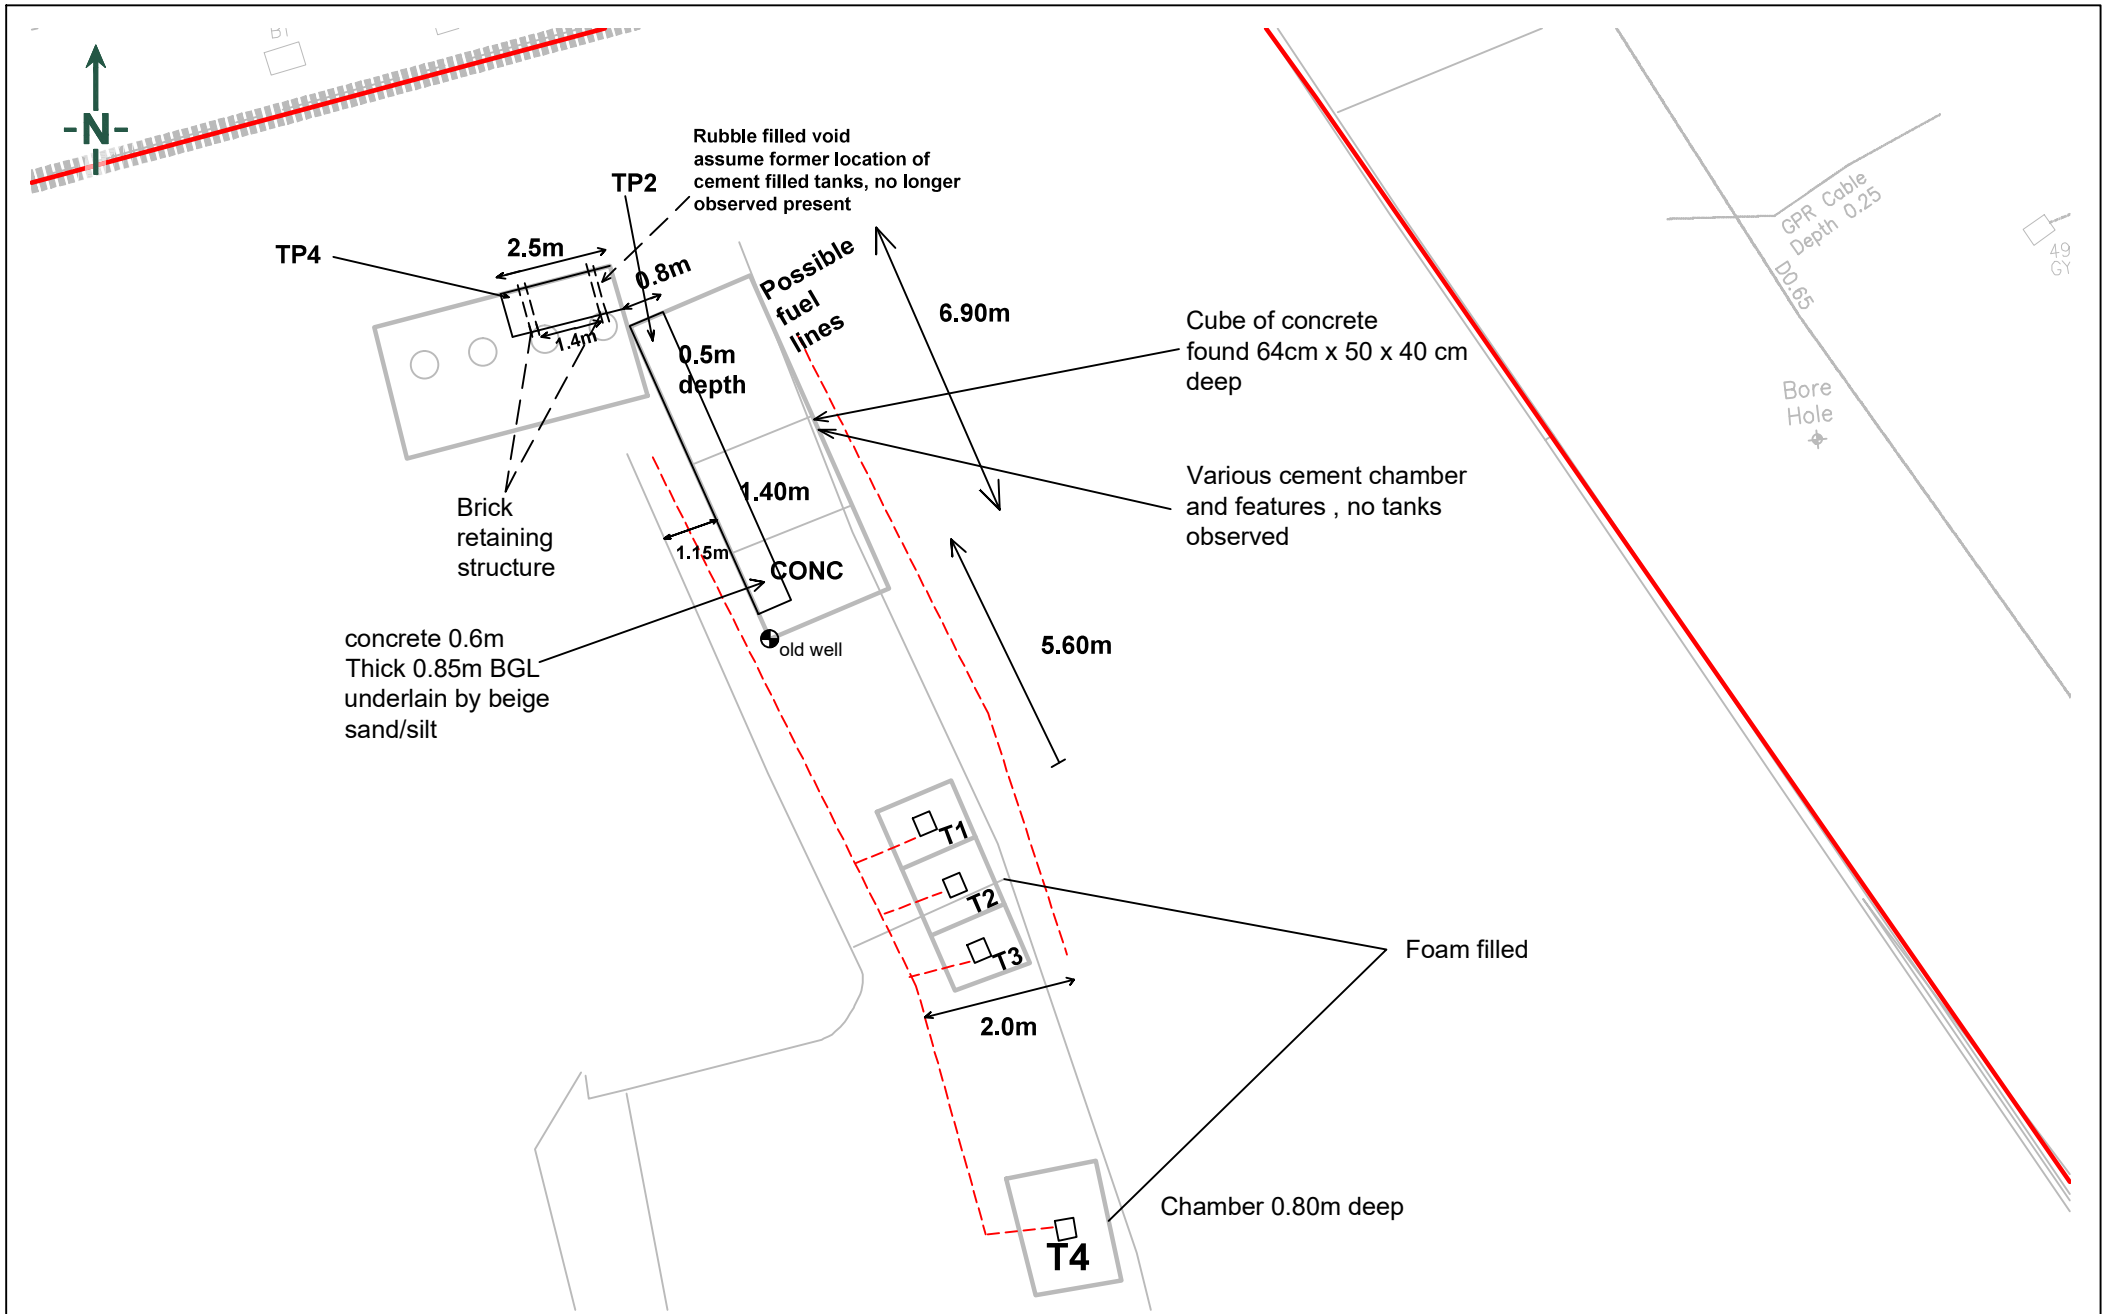 -N-
Rubble filled void
assume former location of
cement filled tanks, no longer
observed present
TP2
TP4
2.5m
0.8m
1.4m
Possible
fuel
lines
6.90m
0.5m
depth
Cube of concrete
found 64cm x 50 x 40 cm
deep
Various cement chamber
and features , no tanks
observed
1.40m
1.15m
CONC
Brick
retaining
structure
concrete 0.6m
Thick 0.85m BGL
underlain by beige
sand/silt
old well
5.60m
T1
T2
T3
2.0m
Foam filled
Chamber 0.80m deep
T4
GPR Cable
Depth 0.25
D0.65
49
GY
Bore
Hole